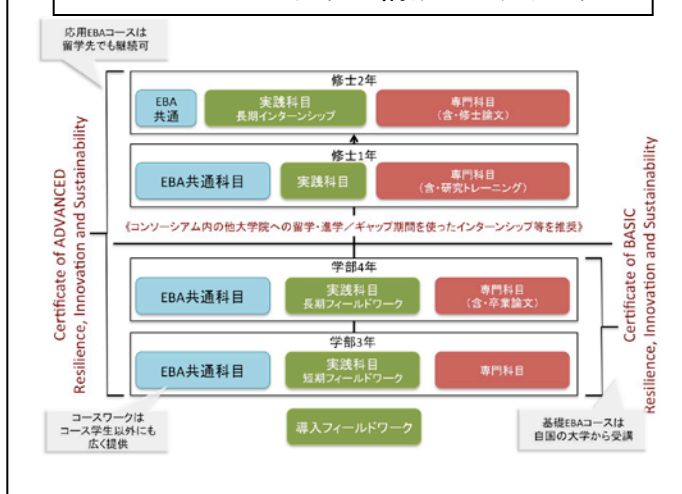 応用EBAコースは
留学先でも継続可
修士2年
EBA
共通
実践科目
長期インターンシップ
専門科目
(含・修士論文)
修士1年
EBA共通科目
実践科目
専門科目
(含・研究トレーニング)
《コンソーシアム内の他大学院への留学・進学/ギャップ期間を使ったインターンシップ等を推奨》
学部4年
EBA共通科目
実践科目
長期フィールドワーク
専門科目
(含・卒業論文)
学部3年
EBA共通科目
実践科目
短期フィールドワーク
専門科目
導入フィールドワーク
コースワークは
コース学生以外にも
広く提供
基礎EBAコースは
自国の大学から受講
Certificate of ADVANCED
Resilience, Innovation and Sustainability
Certificate of BASIC
Resilience, Innovation and Sustainability